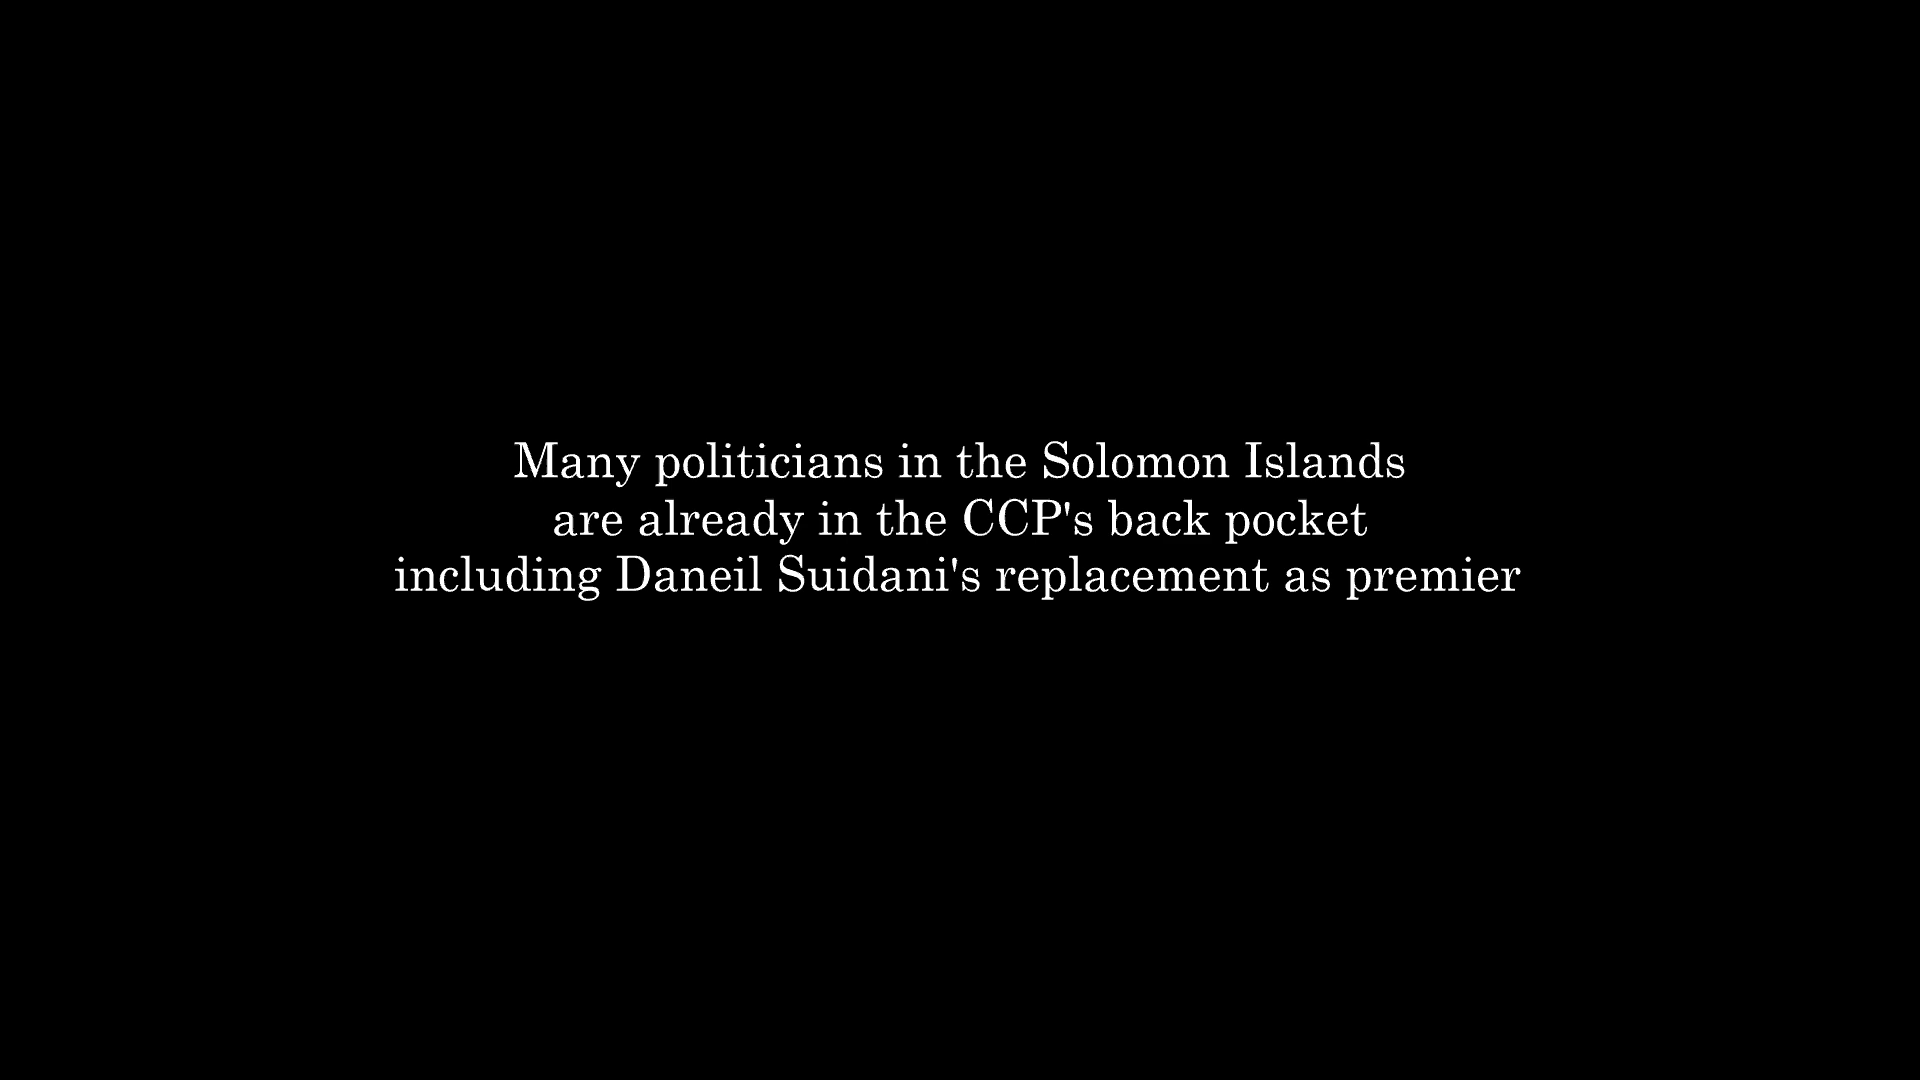 Many politicians in the Solomon Islands
are already in the CCP's back pocket
including Daneil Suidani's replacement as premier